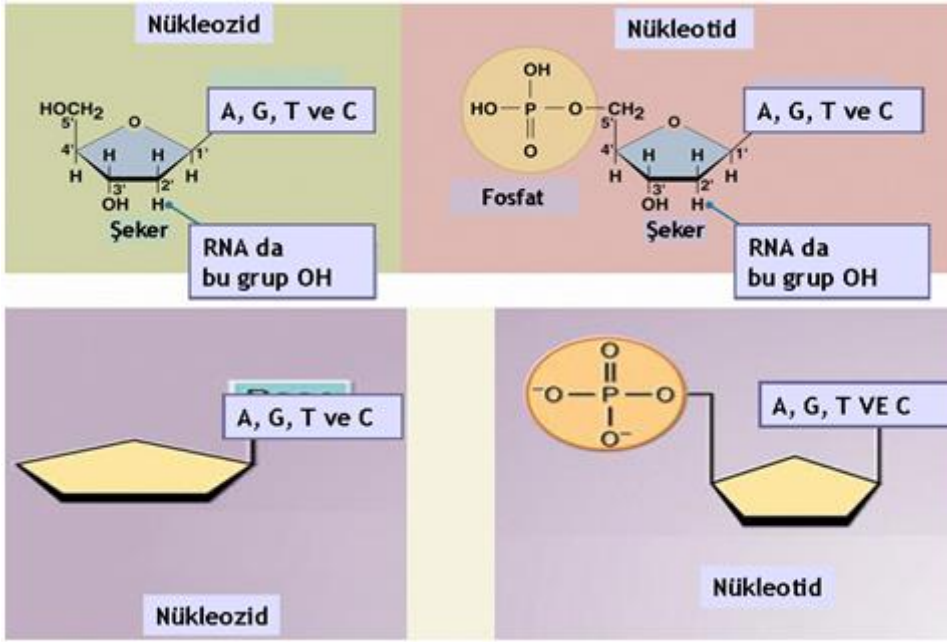 Nükleozid
A, G, T ve C
HOCH2
5'
O
4'
H
H
1'
H
H
3'
2'
OH
H
Şeker
RNA da
bu grup OH
Nükleotid
OH
HO
P
O
CH2
O
5'
A, G, T ve C
O
4'
H
H
1'
H
H
3'
2'
OH
H
Fosfat
Şeker
RNA da
bu grup OH
A, G, T ve C
Nükleozid
O
-O
P
O
O-
A, G, T VE C
Nükleotid